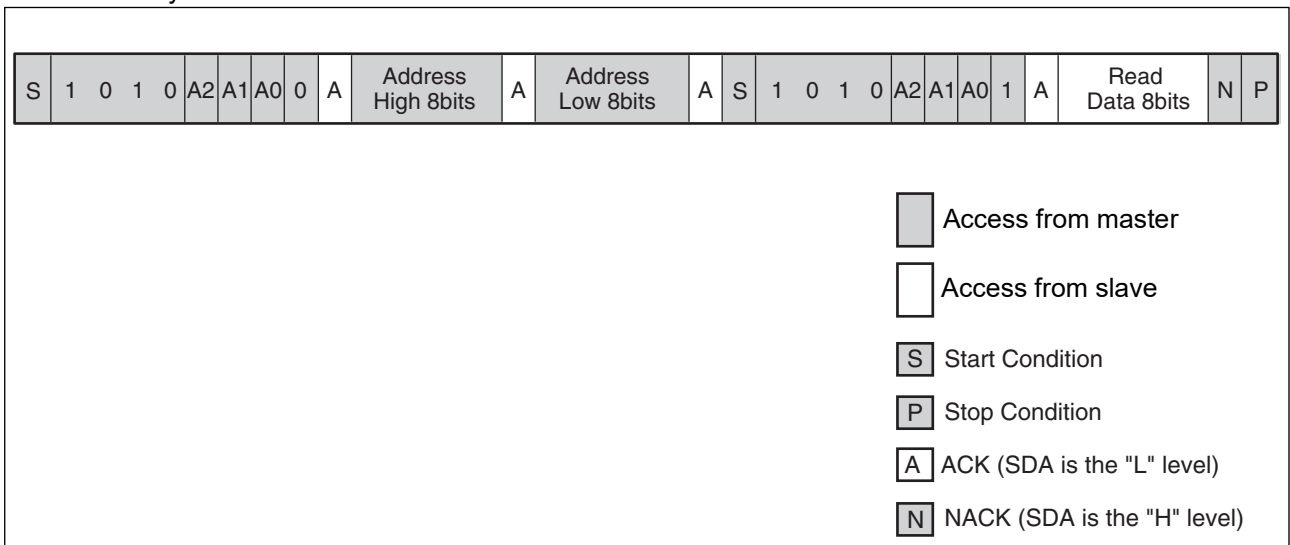 S 1 0 1 0 A2 A1 A0 0 A Address High 8bits A Address Low 8bits A S 1 0 1 0 A2 A1 A0 1 A Read Data 8bits N P
Access from master
Access from slave
S Start Condition
P Stop Condition
A ACK (SDA is the "L" level)
N NACK (SDA is the "H" level)